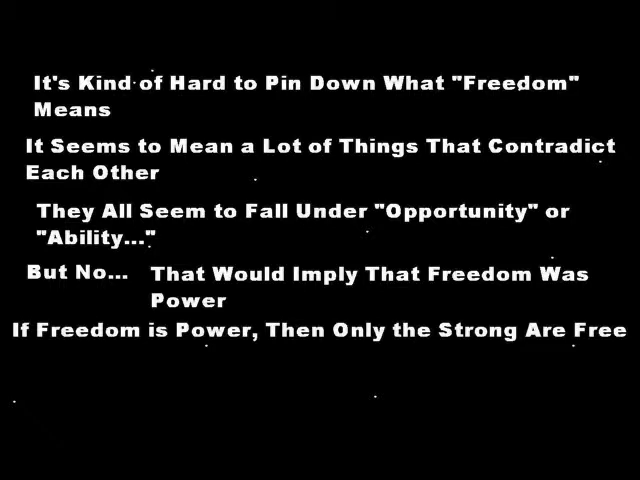 It's Kind of Hard to Pin Down What "Freedom"
Means
It Seems to Mean a Lot of Things That Contradict
Each Other
They All Seem to Fall Under "Opportunity" or
"Ability..."
But No... That Would Imply That Freedom Was
Power
If Freedom is Power, Then Only the Strong Are Free